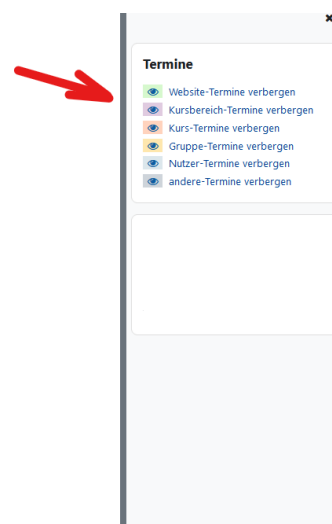 Termine
Website-Termine verbergen
Kursbereich-Termine verbergen
Kurs-Termine verbergen
Gruppe-Termine verbergen
Nutzer-Termine verbergen
andere-Termine verbergen